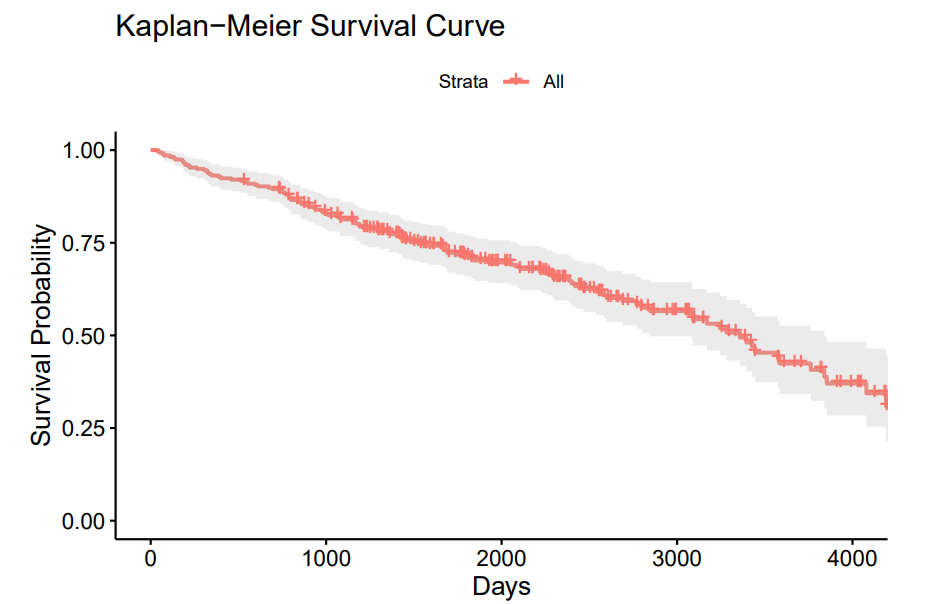 Kaplan−Meier Survival Curve
Strata All
1.00
0.75
0.50
0.25
0.00
Survival Probability
0 1000 2000 3000 4000
Days